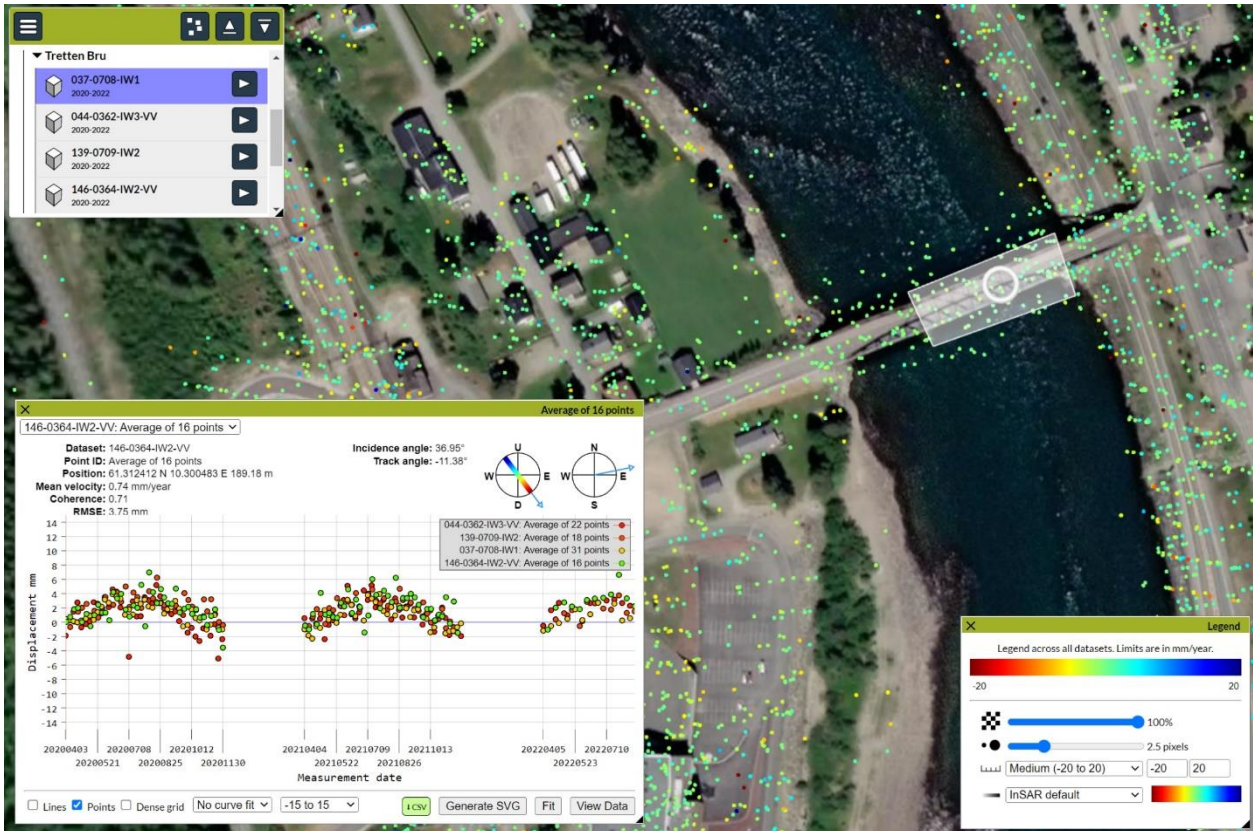 Tretten Bru
037-0708-IW1
2020-2022
044-0362-IW3-VV
2020-2022
139-0709-IW2
2020-2022
146-0364-IW2-VV
2020-2022
Average of 16 points
146-0364-IW2-VV: Average of 16 points
Dataset: 146-0364-IW2-VV
Point ID: Average of 16 points
Position: 61.312412 N 10.300483 E 189.18 m
Mean velocity: 0.74 mm/year
Coherence: 0.71
RMSE: 3.75 mm
Incidence angle: 36.95°
Track angle: -11.38°
U
W E
D
N
W E
S
044-0362-IW3-VV: Average of 22 points
139-0709-IW2: Average of 18 points
037-0708-IW1: Average of 31 points
146-0364-IW2-VV: Average of 16 points
Displacement mm
14
12
10
8
6
4
2
0
-2
-4
-6
-8
-10
-12
-14
20200403 20200708 20201012 20210404 20210709 20211013 20220405 20220710
20200521 20200825 20201130 20210522 20210826 20220523
Measurement date
Lines Points Dense grid No curve fit -15 to 15 CSV Generate SVG Fit View Data
Legend
Legend across all datasets. Limits are in mm/year.
-20 20
100%
2.5 pixels
Medium (-20 to 20) -20 20
InSAR default